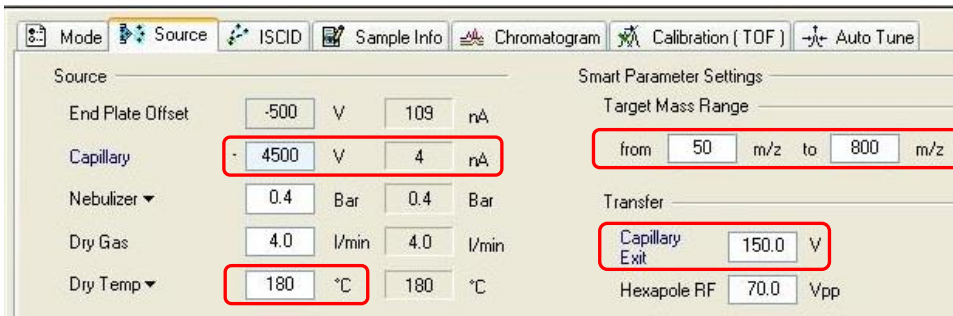 Mode Source ISCID Sample Info Chromatogram Calibration ( TOF ) Auto Tune
Source
End Plate Offset -500 V 109 nA
Capillary - 4500 V 4 nA
Nebulizer 0.4 Bar 0.4 Bar
Dry Gas 4.0 l/min 4.0 l/min
Dry Temp 180 °C 180 °C
Smart Parameter Settings
Target Mass Range
from 50 m/z to 800 m/z
Transfer
Capillary
Exit 150.0 V
Hexapole RF 70.0 Vpp